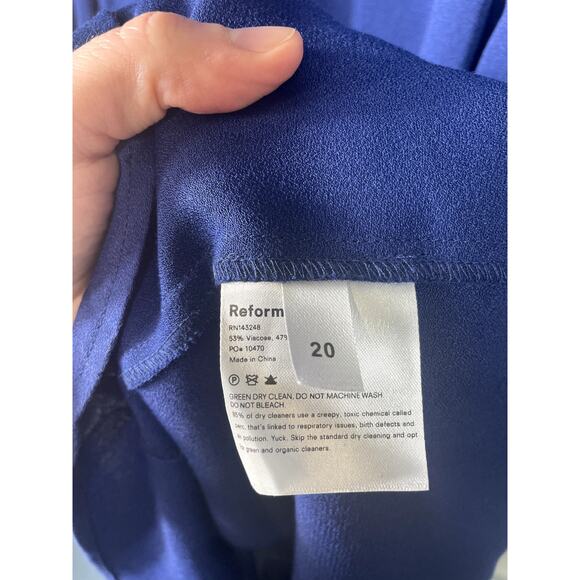 Reform
RN143248
53% Viscose, 47%
PO# 10470
Made in China
20
GREEN DRY CLEAN, DO NOT MACHINE WASH
DO NOT BLEACH.
85% of dry cleaners use a creepy, toxic chemical called
perc, that's linked to respiratory issues, birth defects and
pollution. Yuck. Skip the standard dry cleaning and opt
green and organic cleaners.